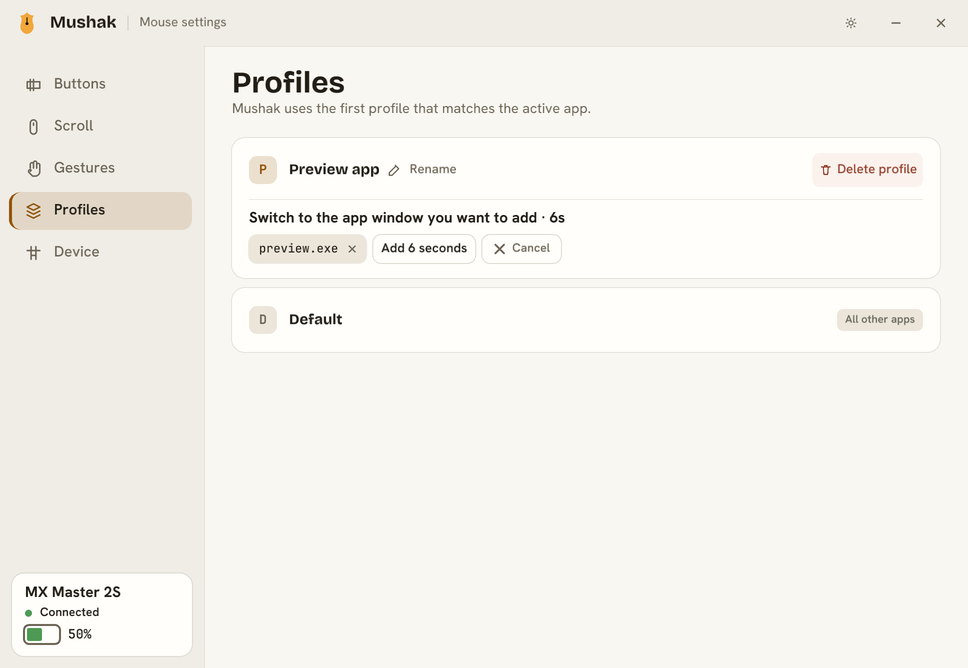 Mushak | Mouse settings
Buttons
Scroll
Gestures
Profiles
Device
MX Master 2S
Connected
50%
Profiles
Mushak uses the first profile that matches the active app.
P Preview app Rename Delete profile
Switch to the app window you want to add · 6s
preview.exe × Add 6 seconds Cancel
D Default All other apps